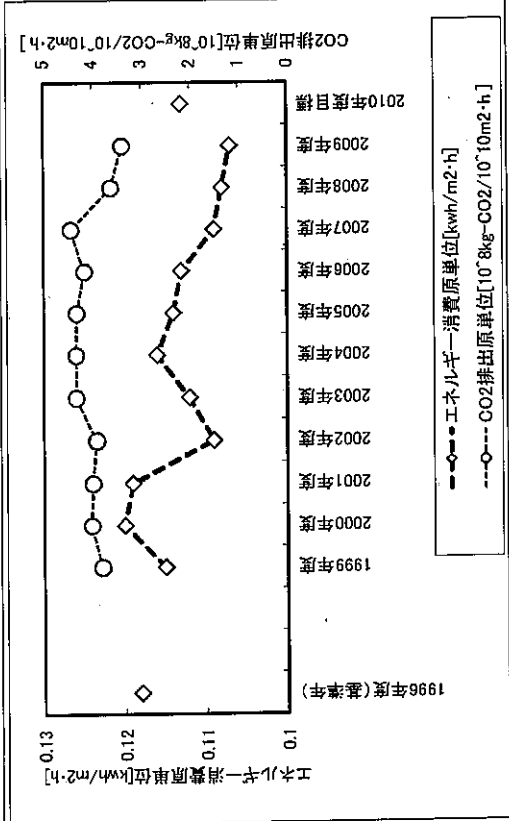 エネルギー消費原単位[kwh/m2·h]
CO2排出原単位[10^8kg-CO2/10^10m2·h]
0.13
0.12
0.11
0.1
5
4
3
2
1
0
1996年度(基準年)
1999年度
2000年度
2001年度
2002年度
2003年度
2004年度
2005年度
2006年度
2007年度
2008年度
2009年度
2010年度目標
エネルギー消費原単位[kwh/m2·h]
CO2排出原単位[10^8kg-CO2/10^10m2·h]